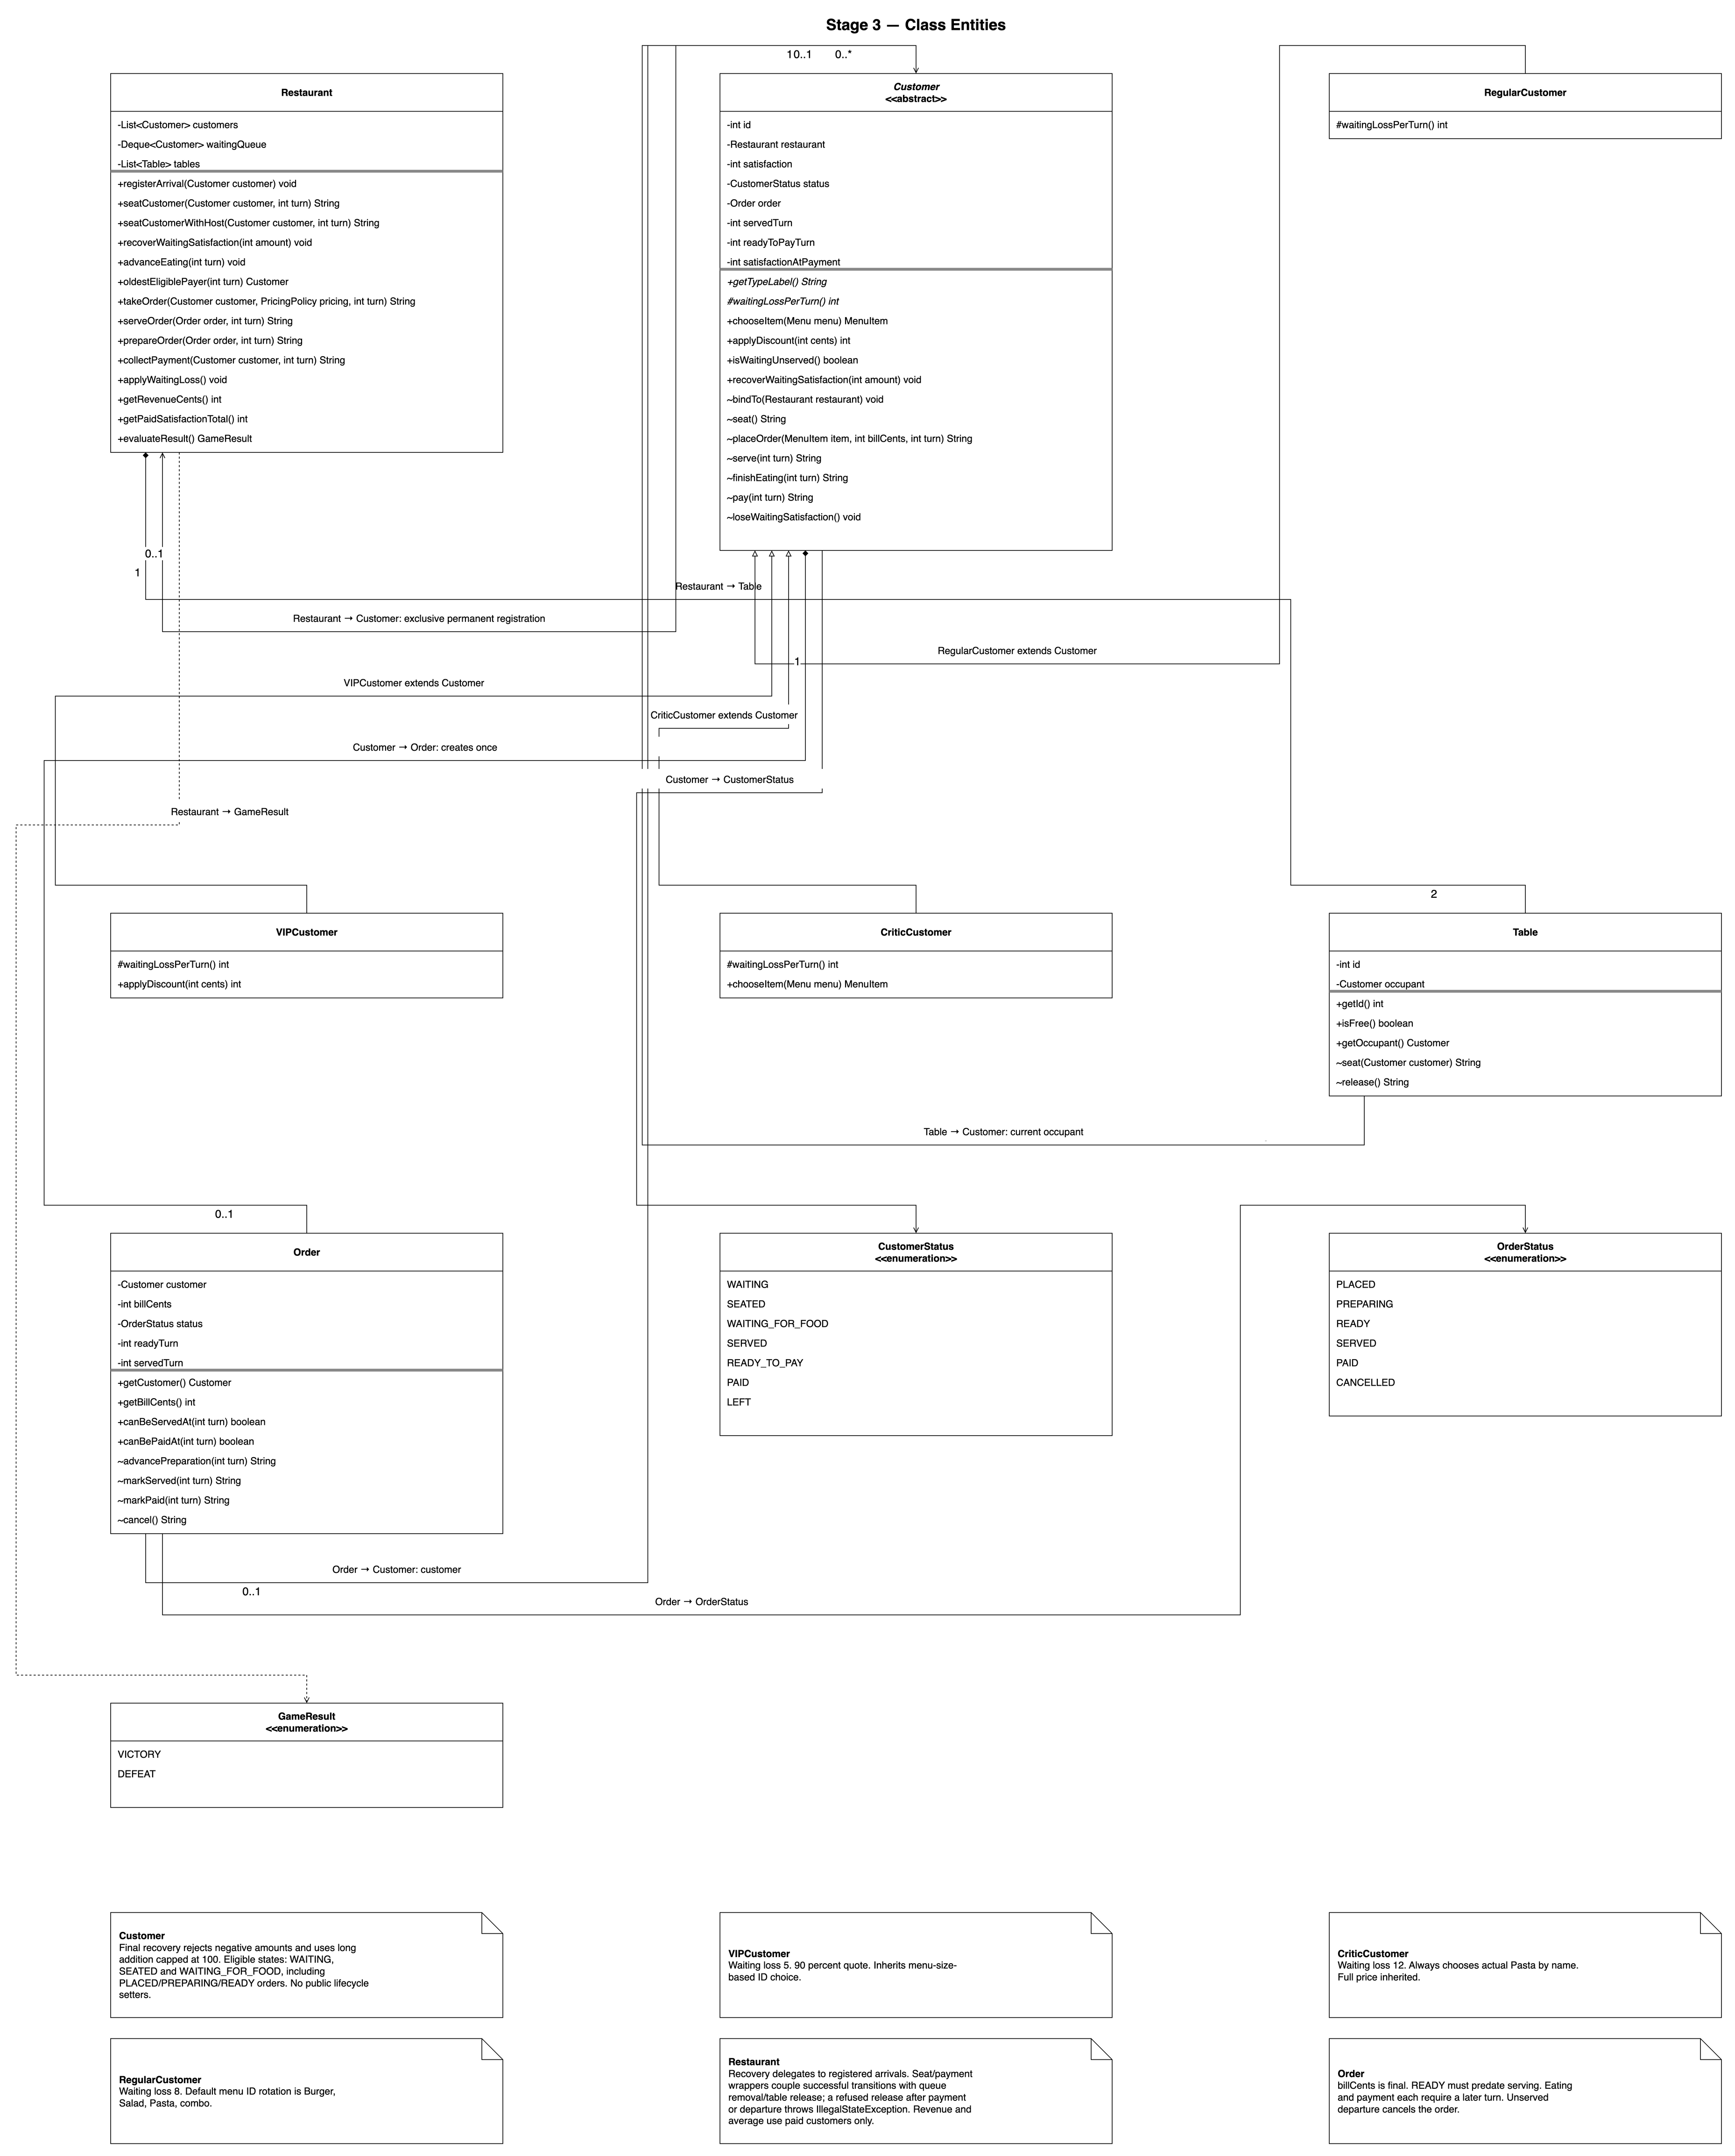 Stage 3 — Class Entities
10..1 0..*
Restaurant
-List<Customer> customers
-Deque<Customer> waitingQueue
-List<Table> tables
+registerArrival(Customer customer) void
+seatCustomer(Customer customer, int turn) String
+seatCustomerWithHost(Customer customer, int turn) String
+recoverWaitingSatisfaction(int amount) void
+advanceEating(int turn) void
+oldestEligiblePayer(int turn) Customer
+takeOrder(Customer customer, PricingPolicy pricing, int turn) String
+serveOrder(Order order, int turn) String
+prepareOrder(Order order, int turn) String
+collectPayment(Customer customer, int turn) String
+applyWaitingLoss() void
+getRevenueCents() int
+getPaidSatisfactionTotal() int
+evaluateResult() GameResult
Customer
<<abstract>>
-int id
-Restaurant restaurant
-int satisfaction
-CustomerStatus status
-Order order
-int servedTurn
-int readyToPayTurn
-int satisfactionAtPayment
+getTypeLabel() String
#waitingLossPerTurn() int
+chooseItem(Menu menu) MenuItem
+applyDiscount(int cents) int
+isWaitingUnserved() boolean
+recoverWaitingSatisfaction(int amount) void
~bindTo(Restaurant restaurant) void
~seat() String
~placeOrder(MenuItem item, int billCents, int turn) String
~serve(int turn) String
~finishEating(int turn) String
~pay(int turn) String
~loseWaitingSatisfaction() void
RegularCustomer
#waitingLossPerTurn() int
0..1
1
Restaurant → Table
Restaurant → Customer: exclusive permanent registration
RegularCustomer extends Customer
1
VIPCustomer extends Customer
CriticCustomer extends Customer
Customer → Order: creates once
Customer → CustomerStatus
Restaurant → GameResult
2
VIPCustomer
#waitingLossPerTurn() int
+applyDiscount(int cents) int
CriticCustomer
#waitingLossPerTurn() int
+chooseItem(Menu menu) MenuItem
Table
-int id
-Customer occupant
+getId() int
+isFree() boolean
+getOccupant() Customer
~seat(Customer customer) String
~release() String
Table → Customer: current occupant
0..1
Order
-Customer customer
-int billCents
-OrderStatus status
-int readyTurn
-int servedTurn
+getCustomer() Customer
+getBillCents() int
+canBeServedAt(int turn) boolean
+canBePaidAt(int turn) boolean
~advancePreparation(int turn) String
~markServed(int turn) String
~markPaid(int turn) String
~cancel() String
CustomerStatus
<<enumeration>>
WAITING
SEATED
WAITING_FOR_FOOD
SERVED
READY_TO_PAY
PAID
LEFT
OrderStatus
<<enumeration>>
PLACED
PREPARING
READY
SERVED
PAID
CANCELLED
Order → Customer: customer
0..1
Order → OrderStatus
GameResult
<<enumeration>>
VICTORY
DEFEAT
Customer
Final recovery rejects negative amounts and uses long
addition capped at 100. Eligible states: WAITING,
SEATED and WAITING_FOR_FOOD, including
PLACED/PREPARING/READY orders. No public lifecycle
setters.
VIPCustomer
Waiting loss 5. 90 percent quote. Inherits menu-size-
based ID choice.
CriticCustomer
Waiting loss 12. Always chooses actual Pasta by name.
Full price inherited.
RegularCustomer
Waiting loss 8. Default menu ID rotation is Burger,
Salad, Pasta, combo.
Restaurant
Recovery delegates to registered arrivals. Seat/payment
wrappers couple successful transitions with queue
removal/table release; a refused release after payment
or departure throws IllegalStateException. Revenue and
average use paid customers only.
Order
billCents is final. READY must predate serving. Eating
and payment each require a later turn. Unserved
departure cancels the order.